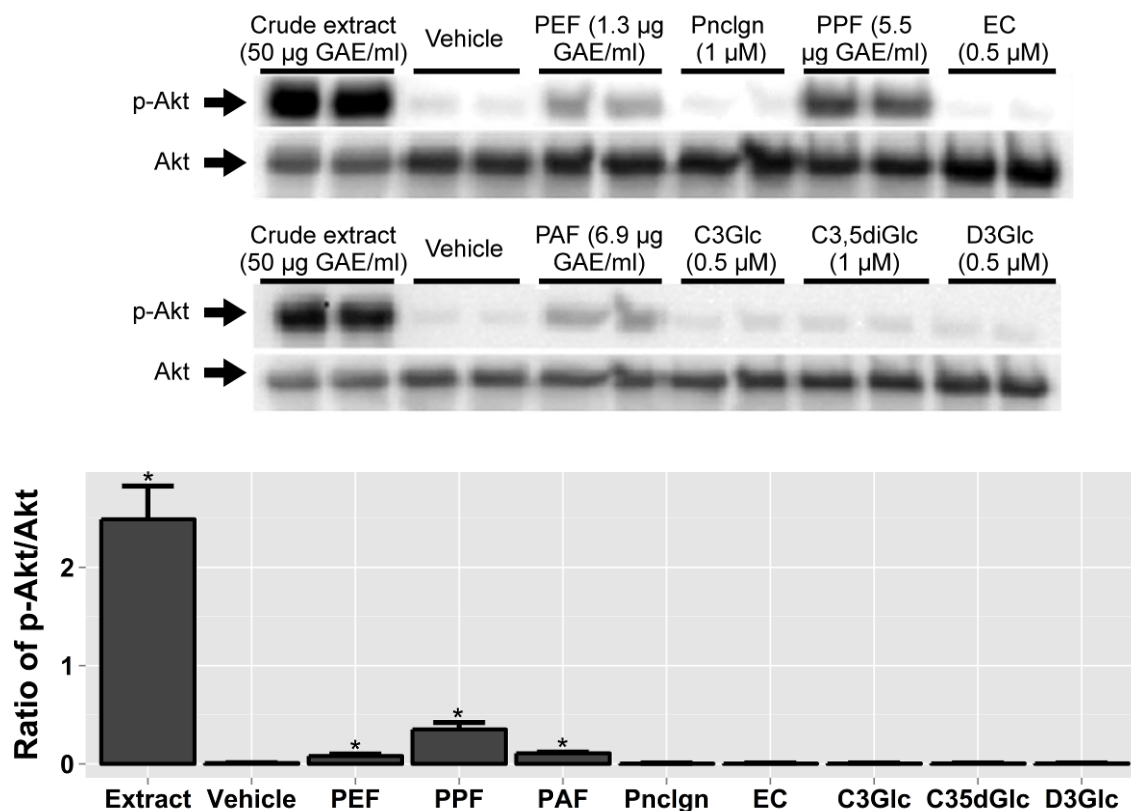 Crude extract Vehicle PEF (1.3 µg Pnclgn PPF (5.5 EC
(50 µg GAE/ml) GAE/ml) (1 µM) µg GAE/ml) (0.5 µM)
p-Akt
Akt
Crude extract Vehicle PAF (6.9 µg C3Glc C3,5diGlc D3Glc
(50 µg GAE/ml) GAE/ml) (0.5 µM) (1 µM) (0.5 µM)
p-Akt
Akt
Ratio of p-Akt/Akt
2
1
0
* * * *
Extract Vehicle PEF PPF PAF Pnclgn EC C3Glc C35dGlc D3Glc